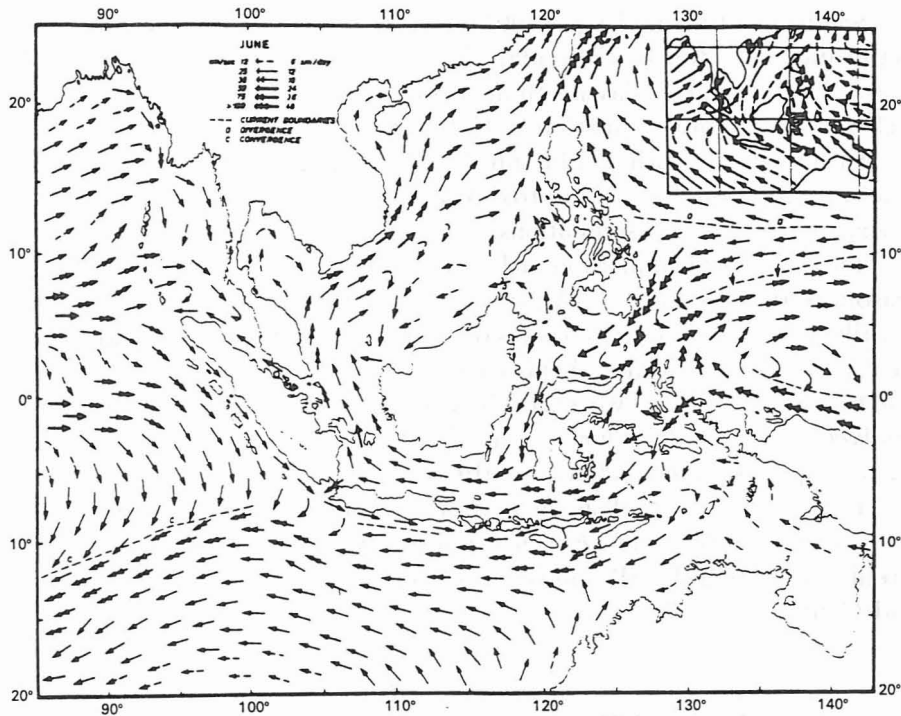 90° 100° 110° 120° 130° 140°
JUNE
cm/sec 12 6 sm/day
25 12
38 18
50 24
75 36
>100 48
CURRENT BOUNDARIES
D DIVERGENCE
C CONVERGENCE
20° 20°
10° 10°
0° 0°
10° 10°
20° 20°
90° 100° 110° 120° 130° 140°